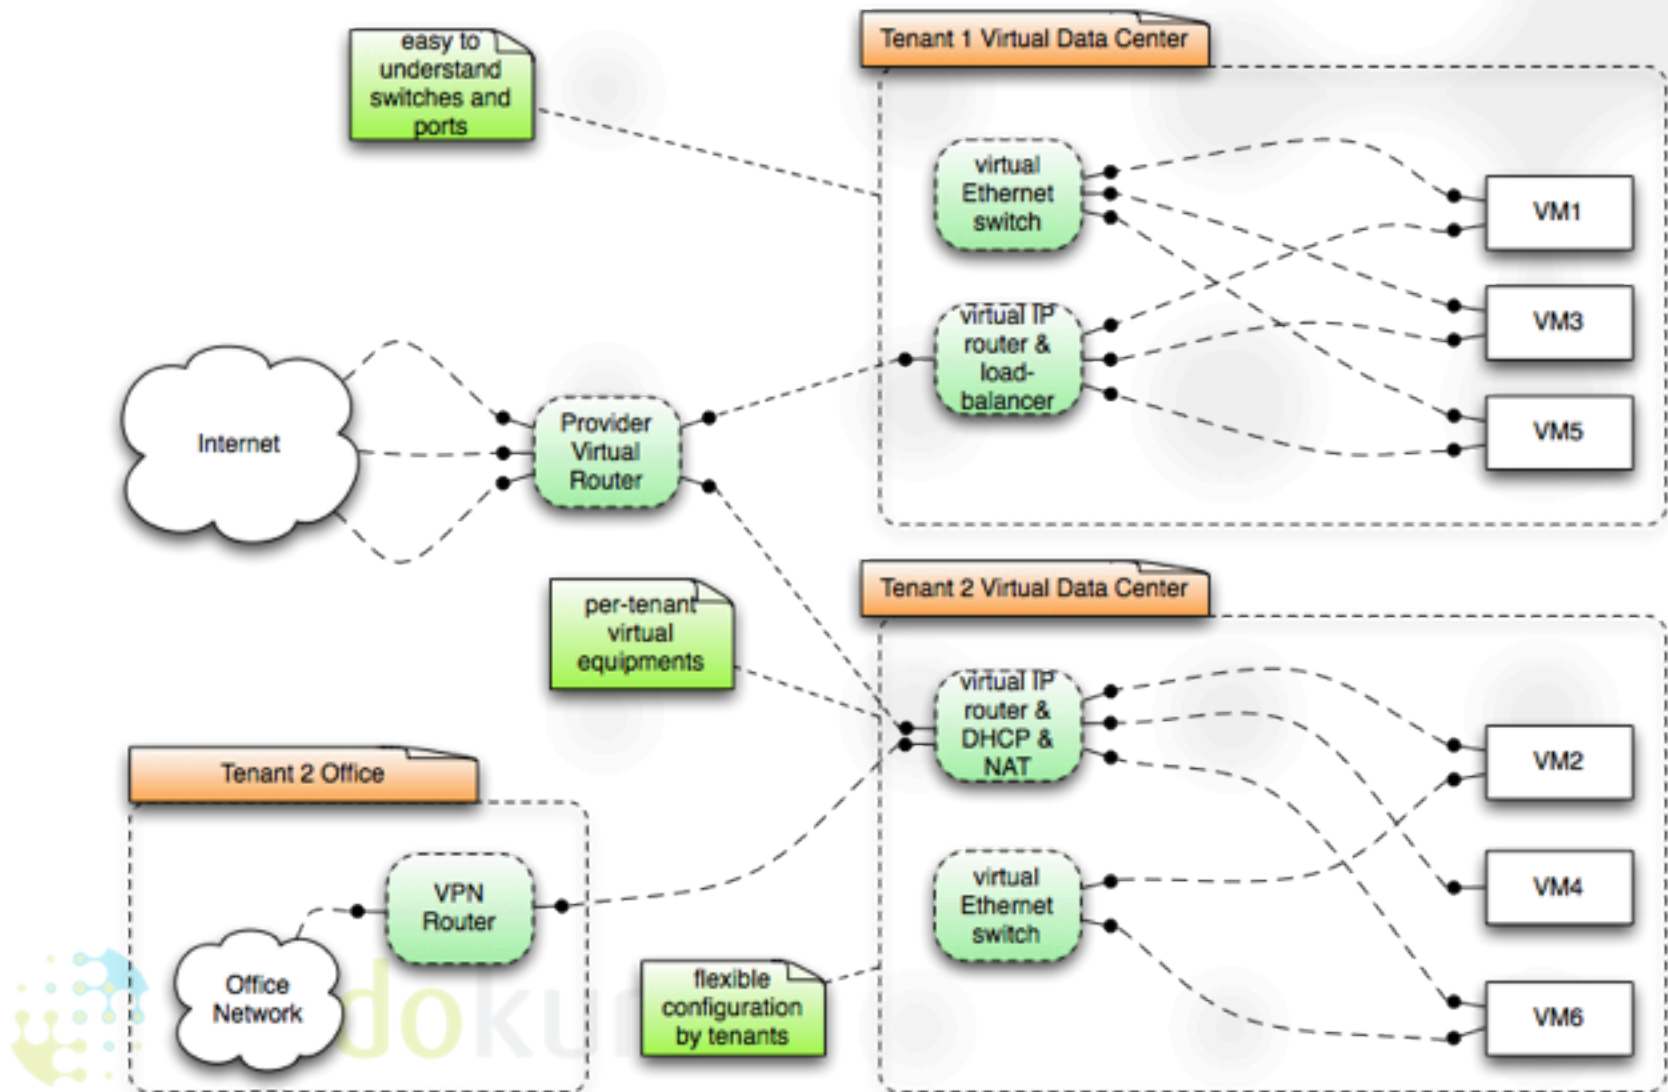 easy to
understand
switches and
ports
Tenant 1 Virtual Data Center
virtual
Ethernet
switch
VM1
virtual IP
router &
load-
balancer
VM3
VM5
Internet
Provider
Virtual
Router
per-tenant
virtual
equipments
Tenant 2 Virtual Data Center
virtual IP
router &
DHCP &
NAT
VM2
virtual
Ethernet
switch
VM4
VM6
Tenant 2 Office
VPN
Router
Office
Network
flexible
configuration
by tenants